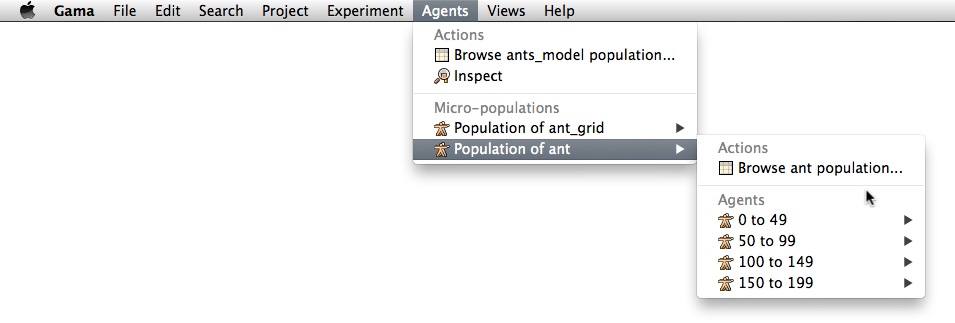 Gama File Edit Search Project Experiment Agents Views Help
Actions
Browse ants_model population...
Inspect
Micro-populations
Population of ant_grid
Population of ant
Actions
Browse ant population...
Agents
0 to 49
50 to 99
100 to 149
150 to 199